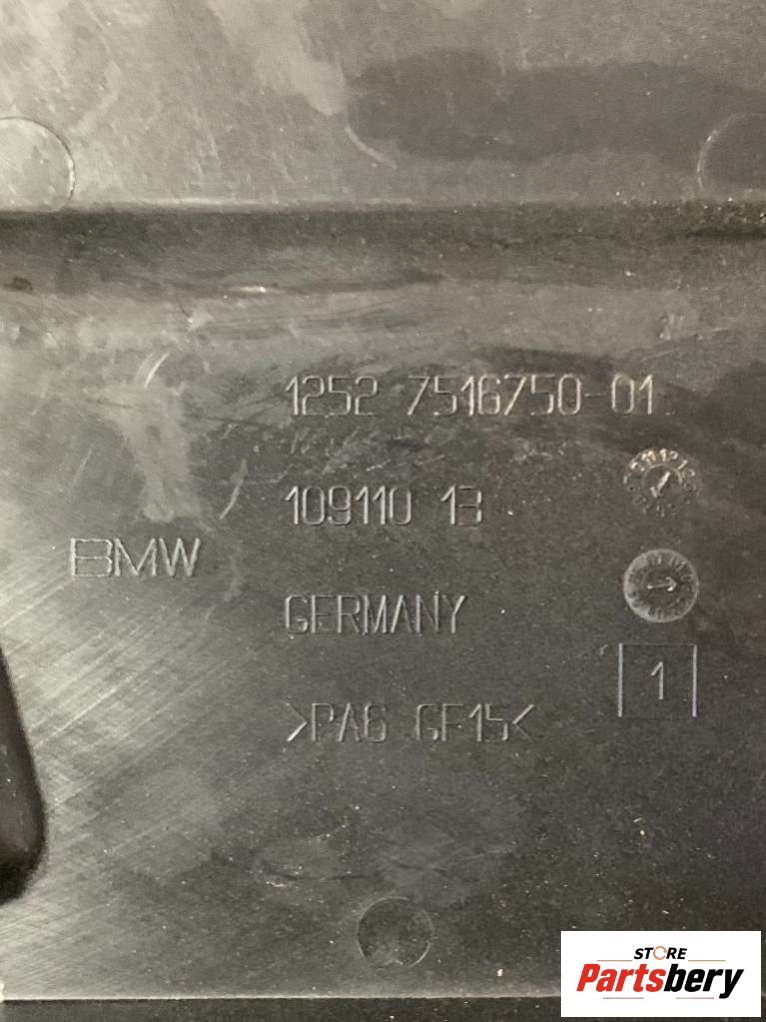 1252 7516750-01
109110 13
BMW
GERMANY
>PA6 GF15<
1
STORE
Partsbery